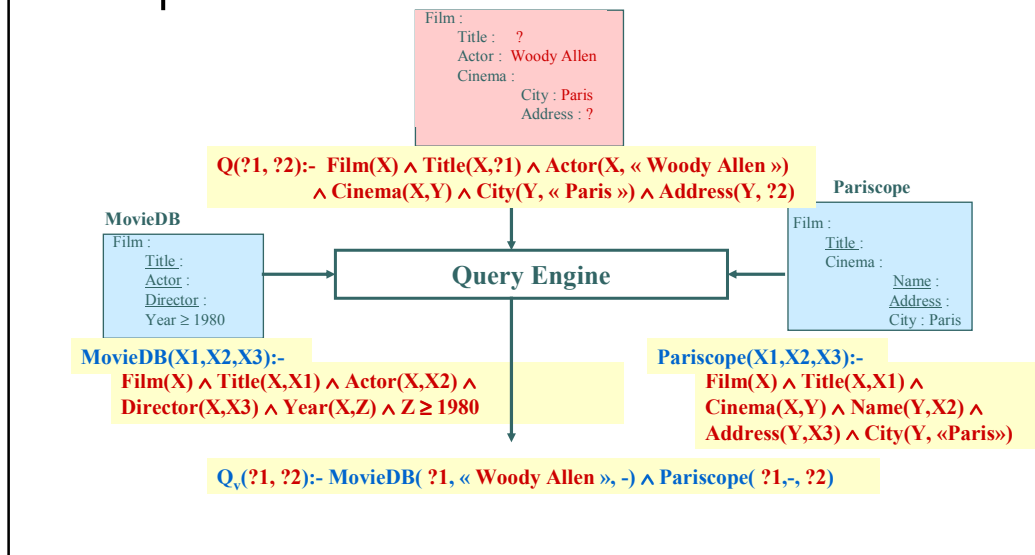 Film :
Title : ?
Actor : Woody Allen
Cinema :
City : Paris
Address : ?
Q(?1, ?2):- Film(X) ∧ Title(X,?1) ∧ Actor(X, « Woody Allen »)
∧ Cinema(X,Y) ∧ City(Y, « Paris ») ∧ Address(Y, ?2)
MovieDB
Film :
Title :
Actor :
Director :
Year ≥ 1980
Query Engine
Pariscope
Film :
Title :
Cinema :
Name :
Address :
City : Paris
MovieDB(X1,X2,X3):-
Film(X) ∧ Title(X,X1) ∧ Actor(X,X2) ∧
Director(X,X3) ∧ Year(X,Z) ∧ Z ≥ 1980
Pariscope(X1,X2,X3):-
Film(X) ∧ Title(X,X1) ∧
Cinema(X,Y) ∧ Name(Y,X2) ∧
Address(Y,X3) ∧ City(Y, «Paris»)
Qv(?1, ?2):- MovieDB( ?1, « Woody Allen », -) ∧ Pariscope( ?1,-, ?2)